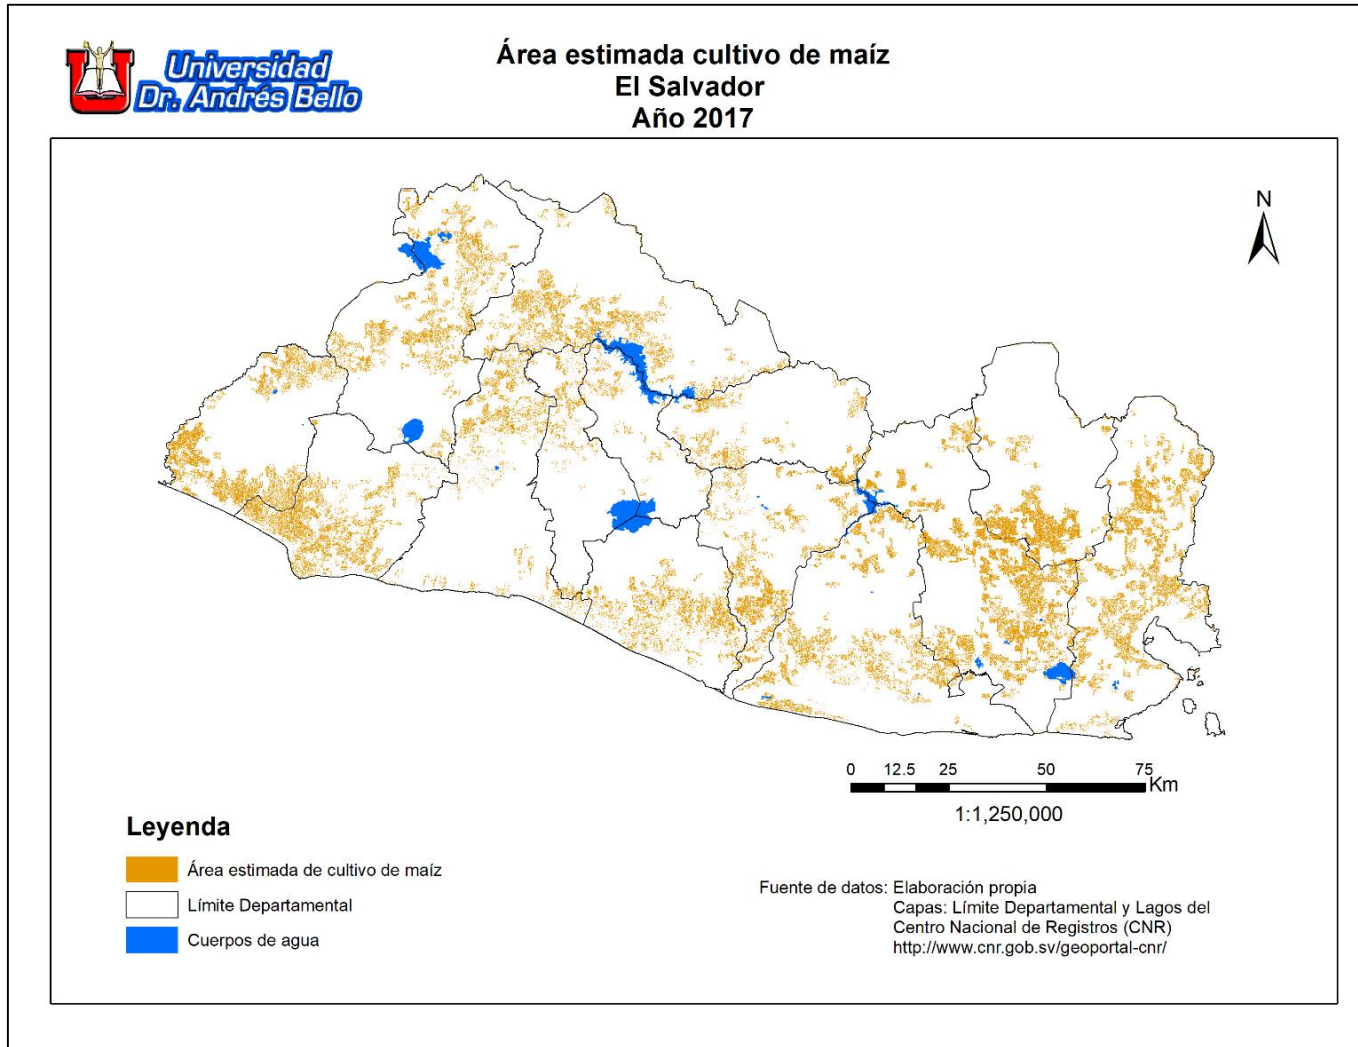 Universidad
Dr. Andrés Bello
Área estimada cultivo de maíz
El Salvador
Año 2017
N
0 12.5 25 50 75
Km
1:1,250,000
Leyenda
Área estimada de cultivo de maíz
Límite Departamental
Cuerpos de agua
Fuente de datos: Elaboración propia
Capas: Límite Departamental y Lagos del
Centro Nacional de Registros (CNR)
http://www.cnr.gob.sv/geoportal-cnr/